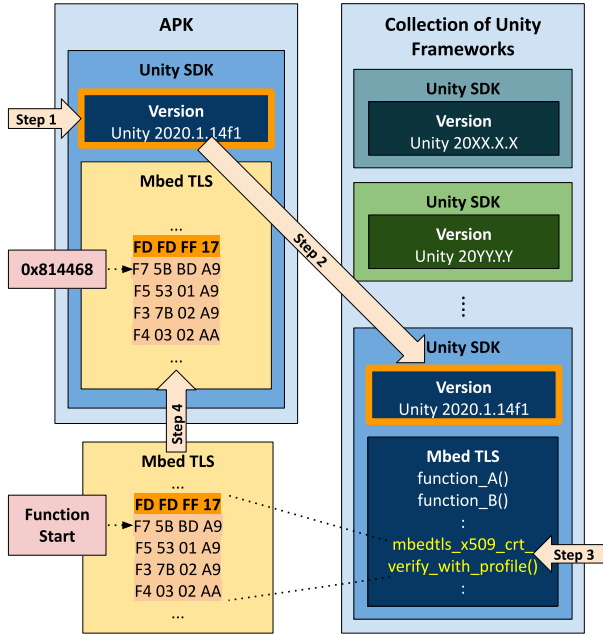 APK
Unity SDK
Version
Unity 2020.1.14f1
Step 1
Mbed TLS
...
FD FD FF 17
0x814468
F7 5B BD A9
F5 53 01 A9
F3 7B 02 A9
F4 03 02 AA
...
Step 4
Mbed TLS
...
FD FD FF 17
Function
Start
F7 5B BD A9
F5 53 01 A9
F3 7B 02 A9
F4 03 02 AA
...
Step 2
Collection of Unity
Frameworks
Unity SDK
Version
Unity 20XX.X.X
Unity SDK
Version
Unity 20YY.Y.Y
Unity SDK
Version
Unity 2020.1.14f1
Mbed TLS
function_A()
function_B()
:
mbedtls_x509_crt_
verify_with_profile()
:
Step 3